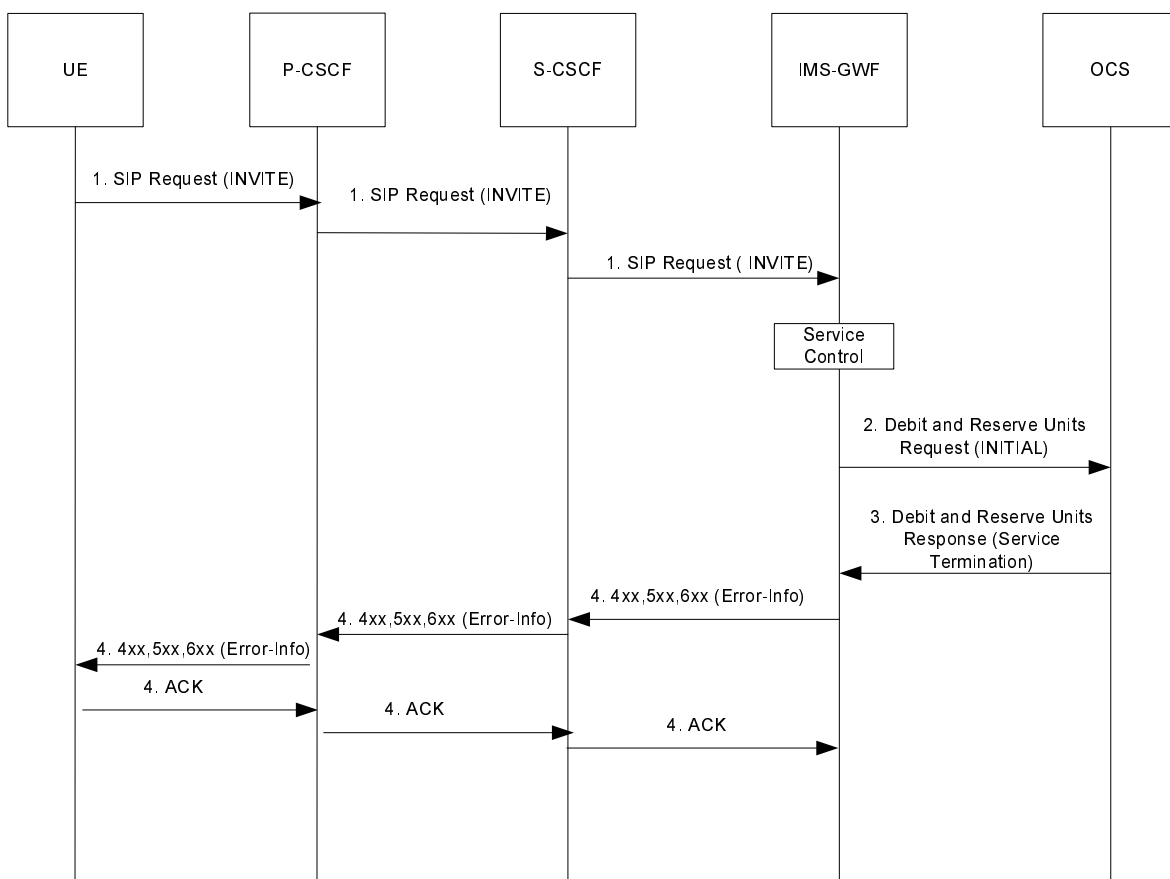 UE
P-CSCF
S-CSCF
IMS-GWF
OCS
1. SIP Request (INVITE)
1. SIP Request (INVITE)
1. SIP Request ( INVITE)
Service
Control
2. Debit and Reserve Units
Request (INITIAL)
3. Debit and Reserve Units
Response (Service
Termination)
4. 4xx,5xx,6xx (Error-Info)
4. 4xx,5xx,6xx (Error-Info)
4. 4xx,5xx,6xx (Error-Info)
4. ACK
4. ACK
4. ACK